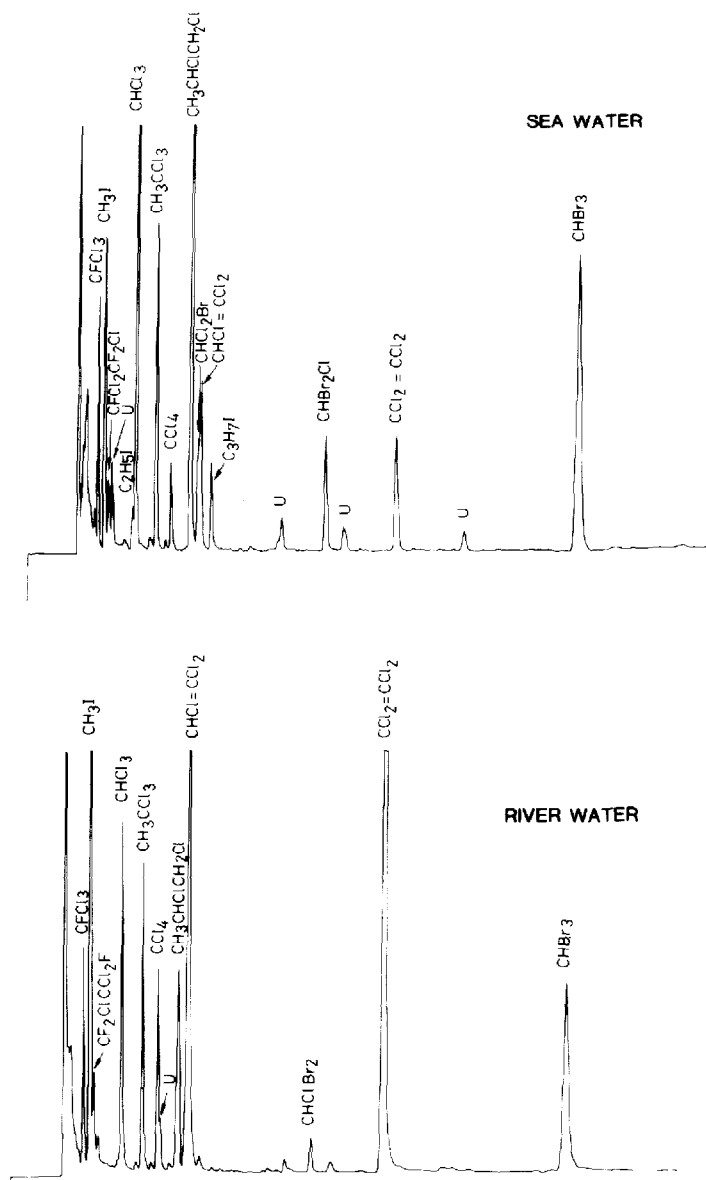 SEA WATER
CFCl3
CH3I
CFCl2CF2Cl
U
C2H5I
CHCl3
CH3CCl3
CCl4
CH3CHClCH2Cl
CHCl2Br
CHCl=CCl2
C3H7I
U
CHBr2Cl
U
CCl2=CCl2
U
CHBr3
RIVER WATER
CFCl3
CH3I
CF2ClCCl2F
CHCl3
CH3CCl3
CCl4
U
CH3CHClCH2Cl
CHCl=CCl2
CHClBr2
CCl2=CCl2
CHBr3